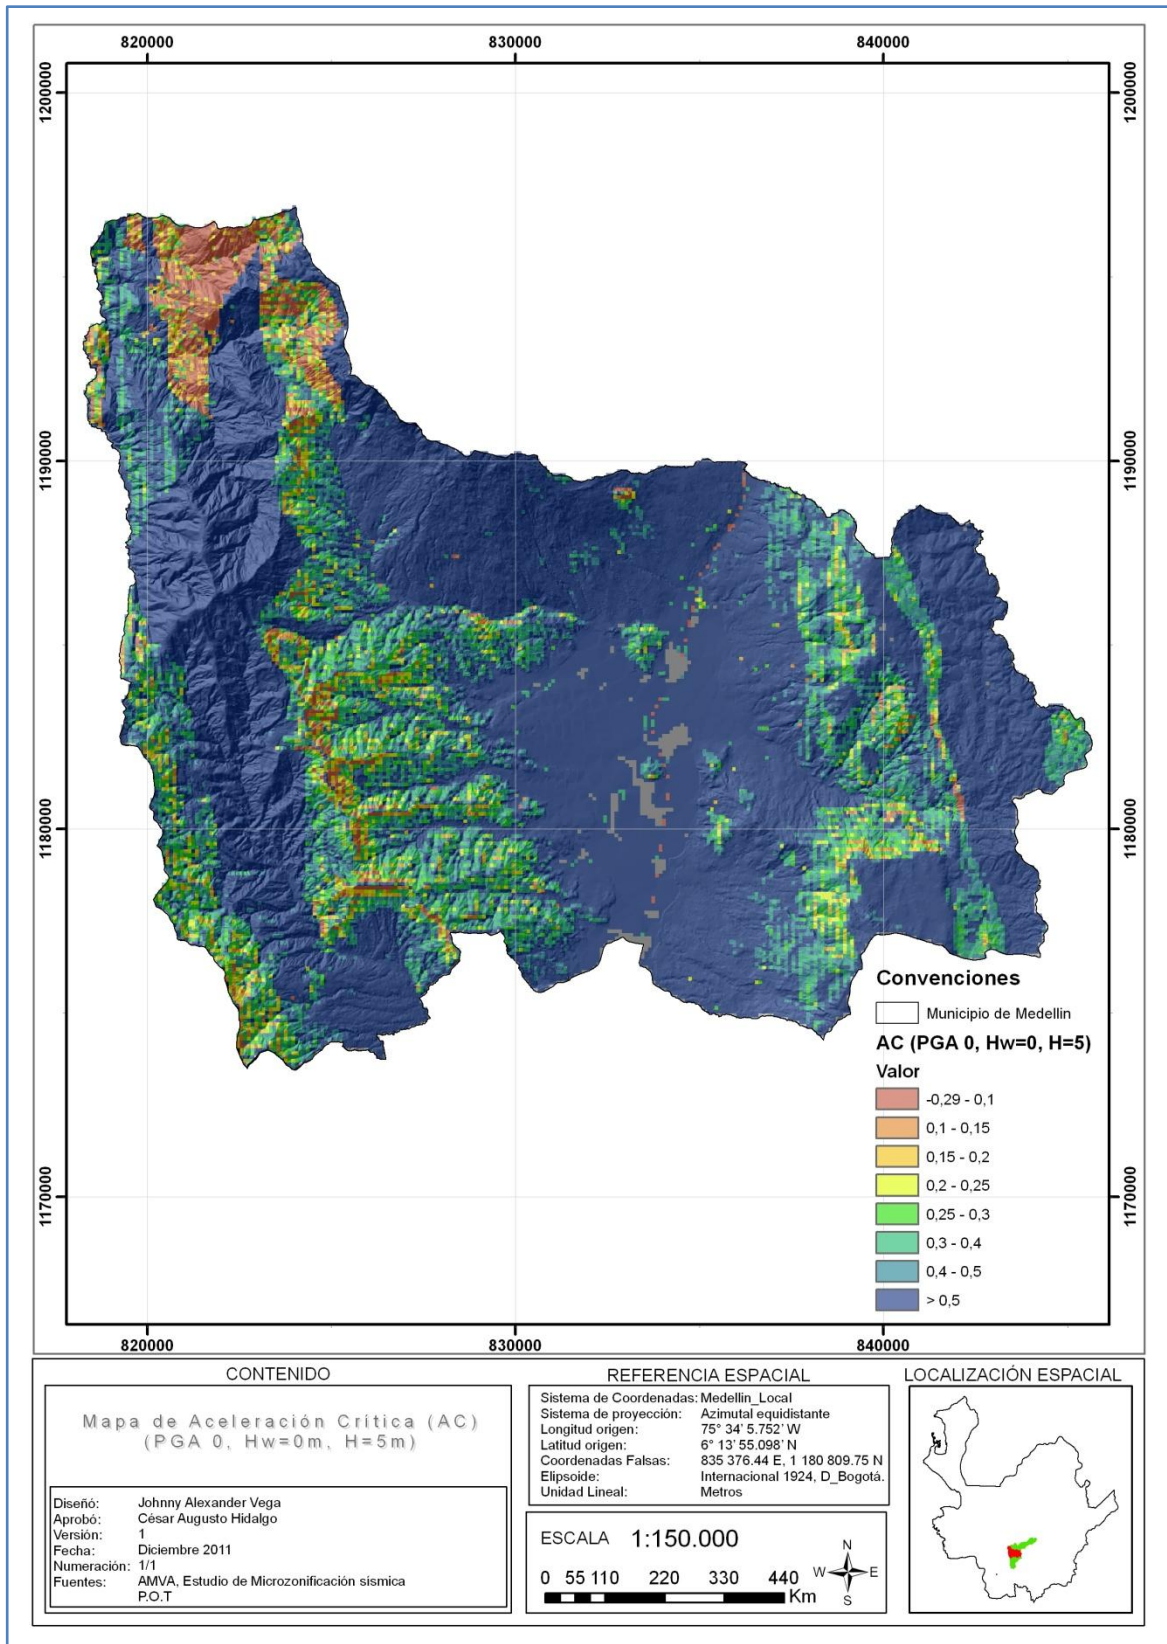 820000 830000 840000
1200000 1200000
1190000 1190000
1180000 1180000
1170000 1170000
Convenciones
Municipio de Medellin
AC (PGA 0, Hw=0, H=5)
Valor
-0,29 - 0,1
0,1 - 0,15
0,15 - 0,2
0,2 - 0,25
0,25 - 0,3
0,3 - 0,4
0,4 - 0,5
> 0,5
820000 830000 840000
CONTENIDO
Mapa de Aceleración Crítica (AC)
(PGA 0, Hw=0m, H=5m)
Diseñó: Johnny Alexander Vega
Aprobó: César Augusto Hidalgo
Versión: 1
Fecha: Diciembre 2011
Numeración: 1/1
Fuentes: AMVA, Estudio de Microzonificación sísmica
P.O.T
REFERENCIA ESPACIAL
Sistema de Coordenadas: Medellin_Local
Sistema de proyección: Azimutal equidistante
Longitud origen: 75° 34' 5.752' W
Latitud origen: 6° 13' 55.098' N
Coordenadas Falsas: 835 376.44 E, 1 180 809.75 N
Elipsoide: Internacional 1924, D_Bogotá.
Unidad Lineal: Metros
ESCALA 1:150.000
0 55 110 220 330 440
Km
N
W E
S
LOCALIZACIÓN ESPACIAL